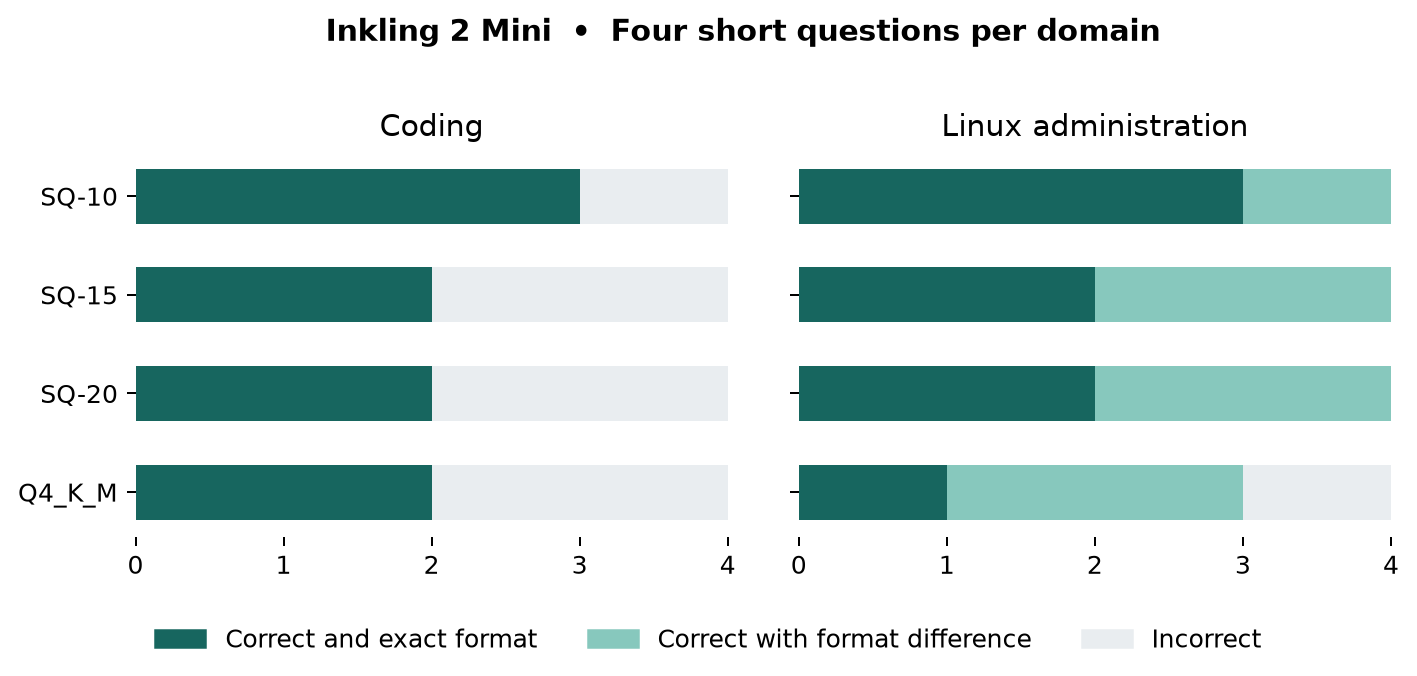 Inkling 2 Mini • Four short questions per domain
Coding
Linux administration
SQ-10
SQ-15
SQ-20
Q4_K_M
0 1 2 3 4
0 1 2 3 4
Correct and exact format
Correct with format difference
Incorrect